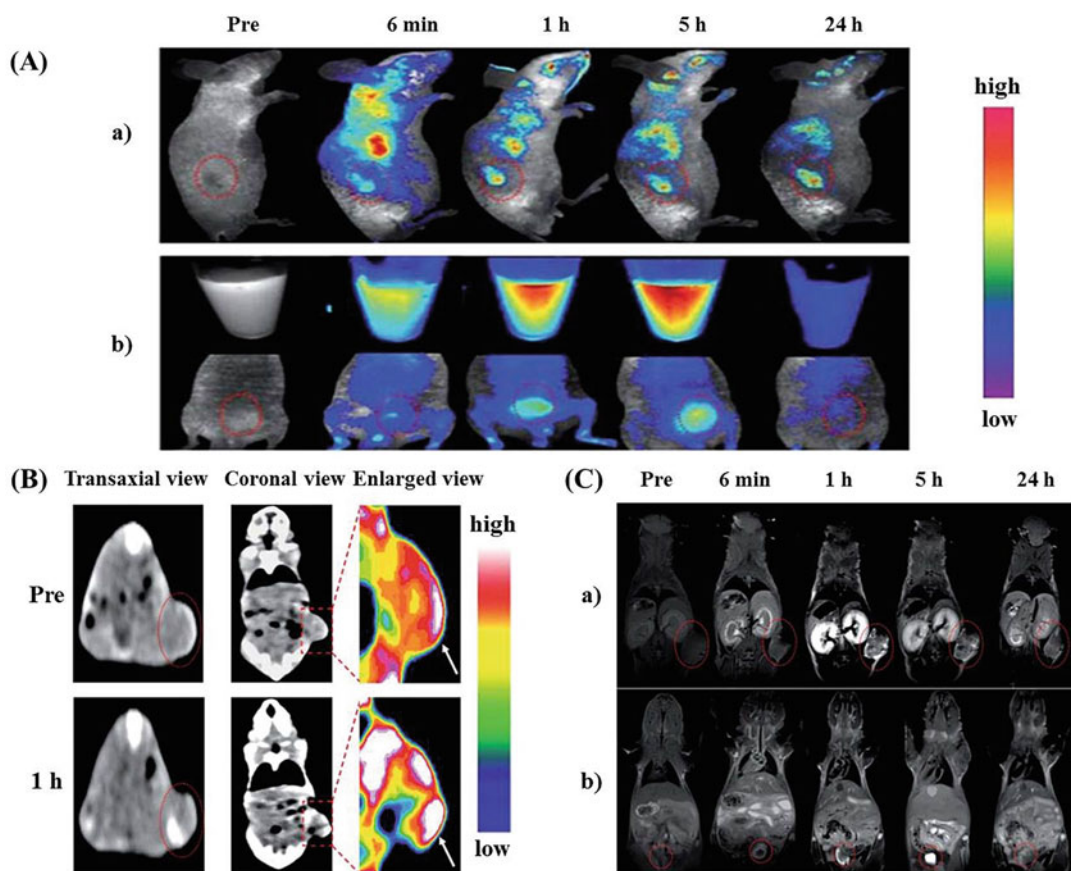 Pre 6 min 1 h 5 h 24 h
(A)
high
a)
b)
low
(B)
Transaxial view Coronal view Enlarged view
high
Pre
1 h
low
(C)
Pre 6 min 1 h 5 h 24 h
a)
b)